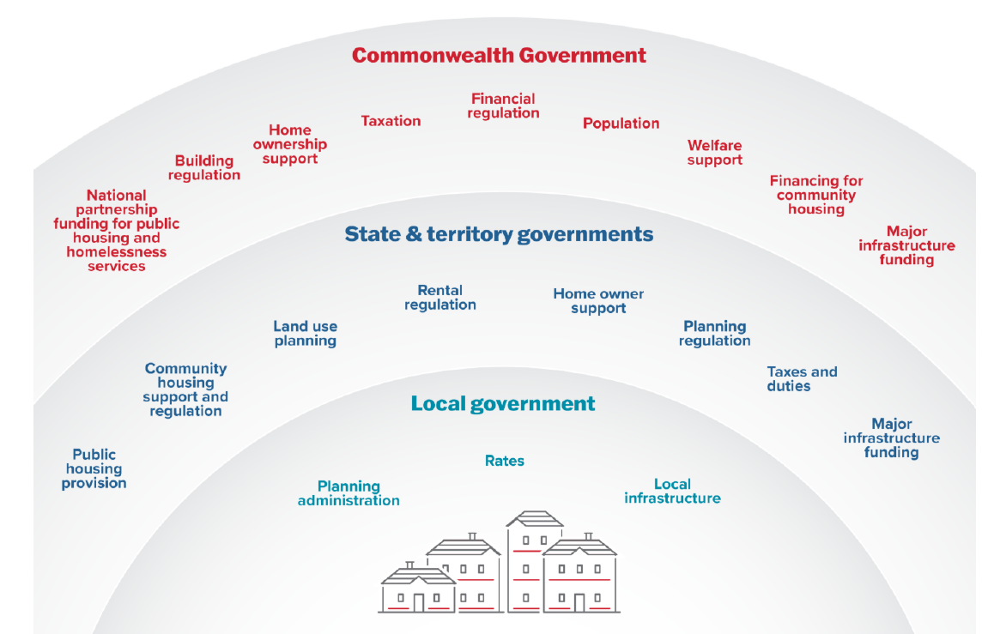 Commonwealth Government
National
partnership
funding for public
housing and
homelessness
services
Building
regulation
Home
ownership
support
Taxation
Financial
regulation
Population
Welfare
support
Financing for
community
housing
Major
infrastructure
funding
State & territory governments
Public
housing
provision
Community
housing
support and
regulation
Land use
planning
Rental
regulation
Home owner
support
Planning
regulation
Taxes and
duties
Major
infrastructure
funding
Local government
Planning
administration
Rates
Local
infrastructure